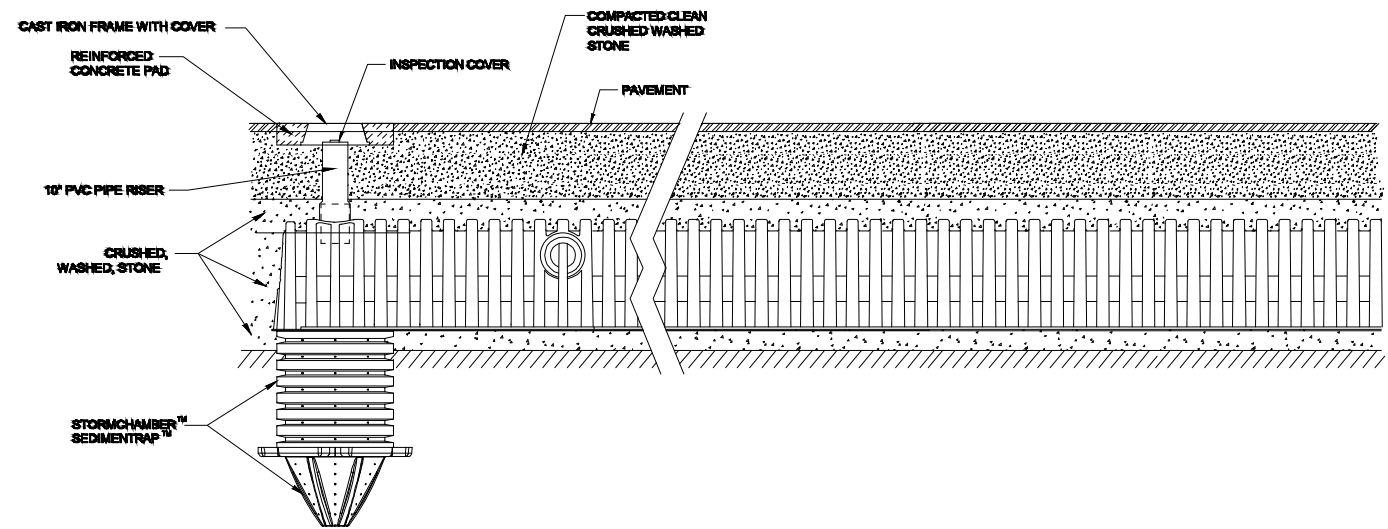 CAST IRON FRAME WITH COVER
REINFORCED
CONCRETE PAD
INSPECTION COVER
COMPACTED CLEAN
CRUSHED WASHED
STONE
PAVEMENT
10" PVC PIPE RISER
CRUSHED,
WASHED, STONE
STORMCHAMBER™
SEDIMENTRAP™